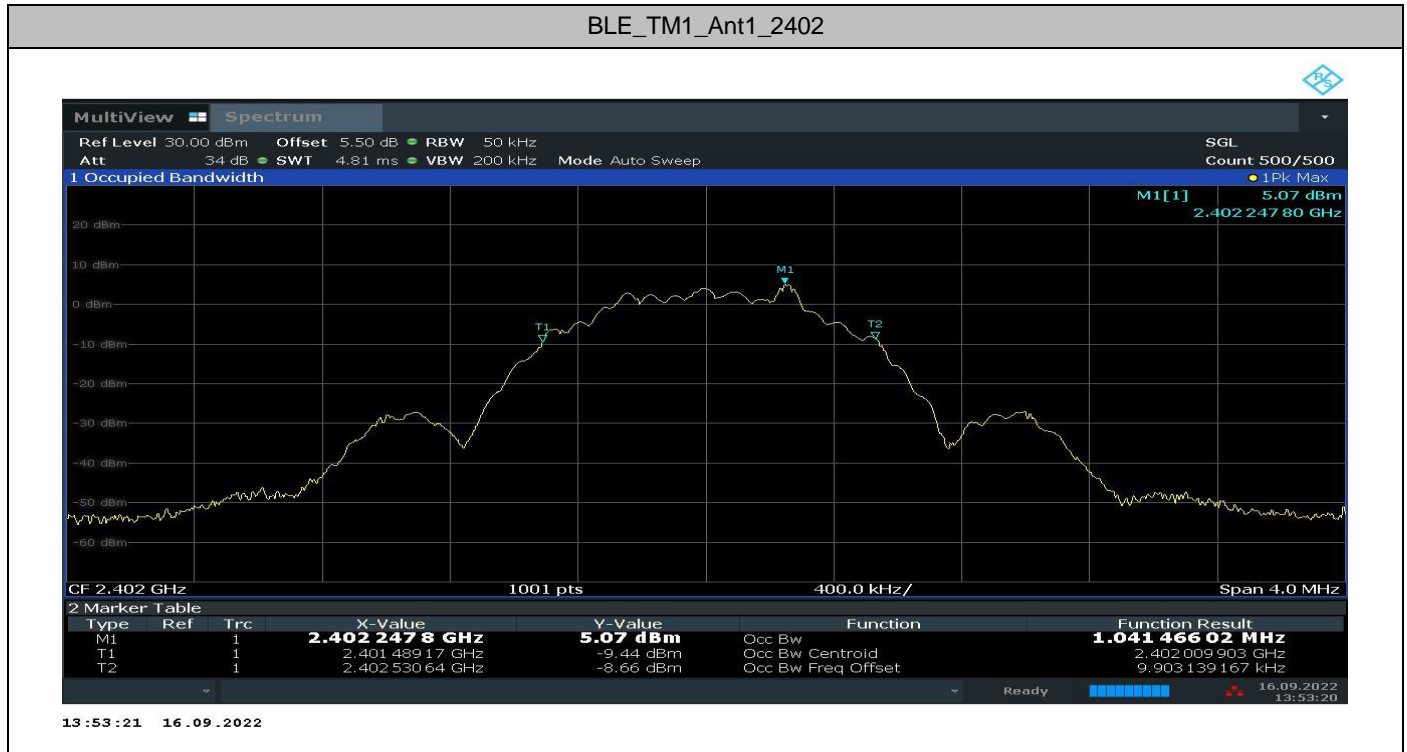 BLE_TM1_Ant1_2402
R&S
MultiView Spectrum
Ref Level 30.00 dBm Offset 5.50 dB RBW 50 kHz SGL
Att 34 dB SWT 4.81 ms VBW 200 kHz Mode Auto Sweep Count 500/500
1 Occupied Bandwidth 1Pk Max
M1[1] 5.07 dBm
2.402 247 80 GHz
20 dBm
10 dBm
M1
0 dBm
T1 T2
-10 dBm
-20 dBm
-30 dBm
-40 dBm
-50 dBm
-60 dBm
CF 2.402 GHz 1001 pts 400.0 kHz/ Span 4.0 MHz
2 Marker Table
Type Ref Trc X-Value Y-Value Function Function Result
M1 1 2.402 247 8 GHz 5.07 dBm Occ Bw 1.041 466 02 MHz
T1 1 2.401 489 17 GHz -9.44 dBm Occ Bw Centroid 2.402 009 903 GHz
T2 1 2.402 530 64 GHz -8.66 dBm Occ Bw Freq Offset 9.903 139 167 kHz
Ready 16.09.2022
13:53:20
13:53:21 16.09.2022